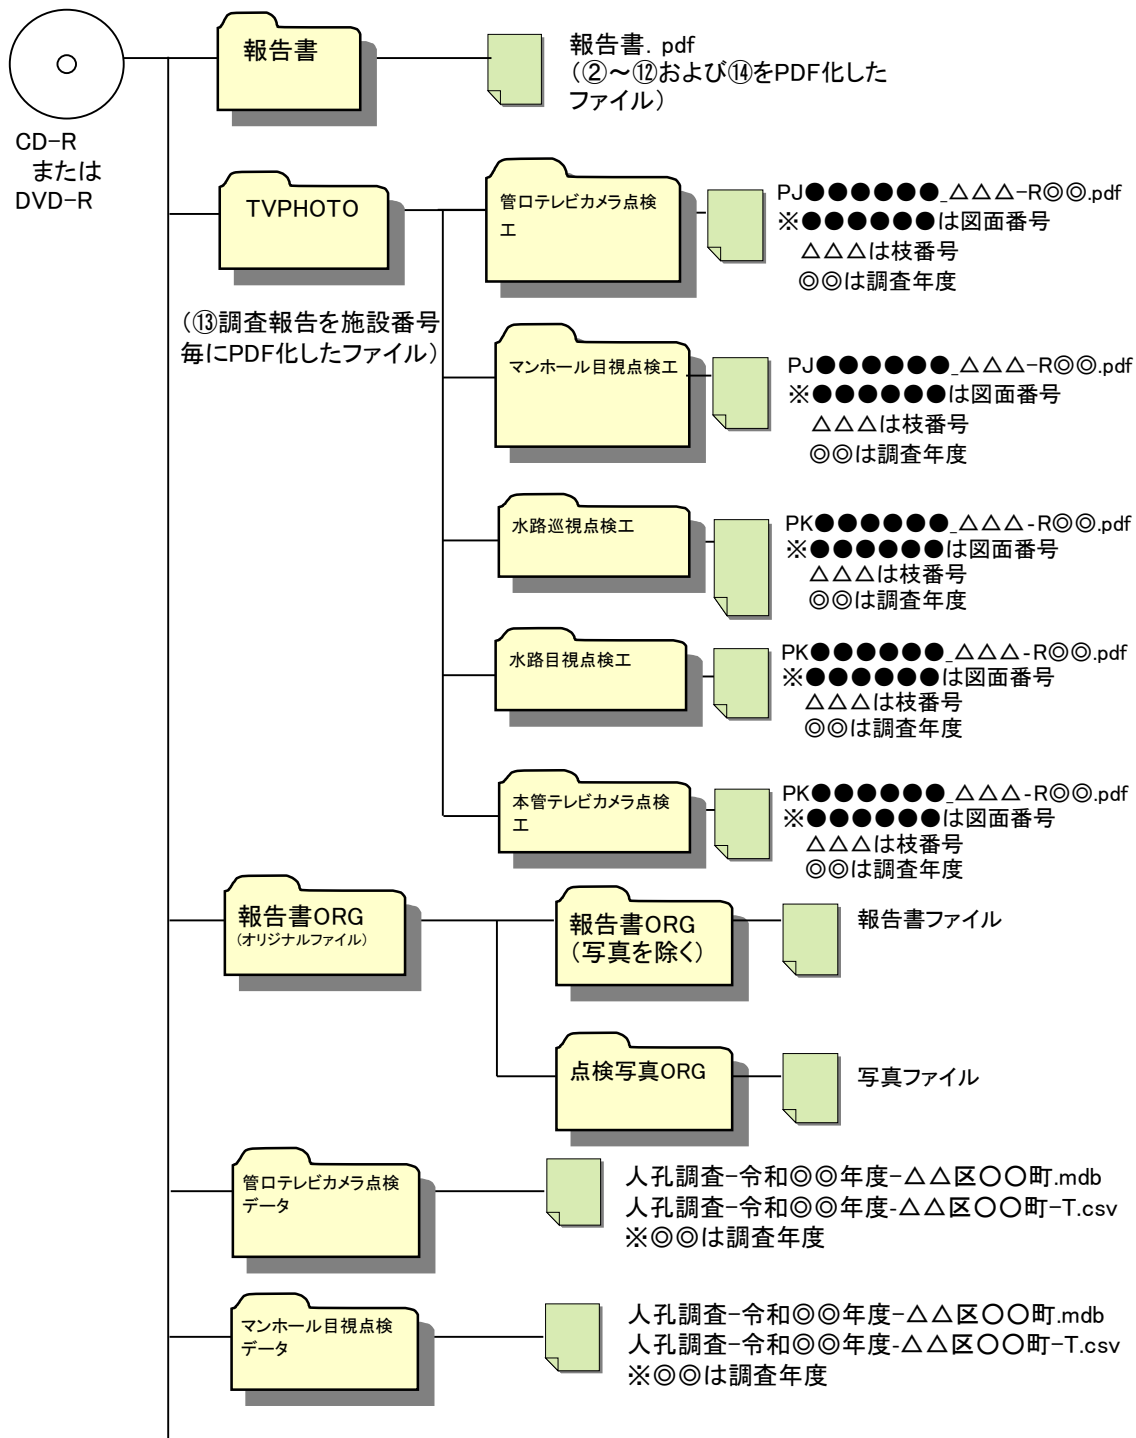 報告書
報告書．pdf
（②～⑫および⑭をPDF化した
ファイル）
CD-R
または
DVD-R
TVPHOTO
（⑬調査報告を施設番号
毎にPDF化したファイル）
管口テレビカメラ点検
工
PJ●●●●●●_△△△-R◎◎.pdf
※●●●●●●は図面番号
△△△は枝番号
◎◎は調査年度
マンホール目視点検工
PJ●●●●●●_△△△-R◎◎.pdf
※●●●●●●は図面番号
△△△は枝番号
◎◎は調査年度
水路巡視点検工
PK●●●●●●_△△△-R◎◎.pdf
※●●●●●●は図面番号
△△△は枝番号
◎◎は調査年度
水路目視点検工
PK●●●●●●_△△△-R◎◎.pdf
※●●●●●●は図面番号
△△△は枝番号
◎◎は調査年度
本管テレビカメラ点検
工
PK●●●●●●_△△△-R◎◎.pdf
※●●●●●●は図面番号
△△△は枝番号
◎◎は調査年度
報告書ORG
（オリジナルファイル）
報告書ORG
（写真を除く）
報告書ファイル
点検写真ORG
写真ファイル
管口テレビカメラ点検
データ
人孔調査-令和◎◎年度-△△区〇〇町.mdb
人孔調査-令和◎◎年度-△△区〇〇町-T.csv
※◎◎は調査年度
マンホール目視点検
データ
人孔調査-令和◎◎年度-△△区〇〇町.mdb
人孔調査-令和◎◎年度-△△区〇〇町-T.csv
※◎◎は調査年度